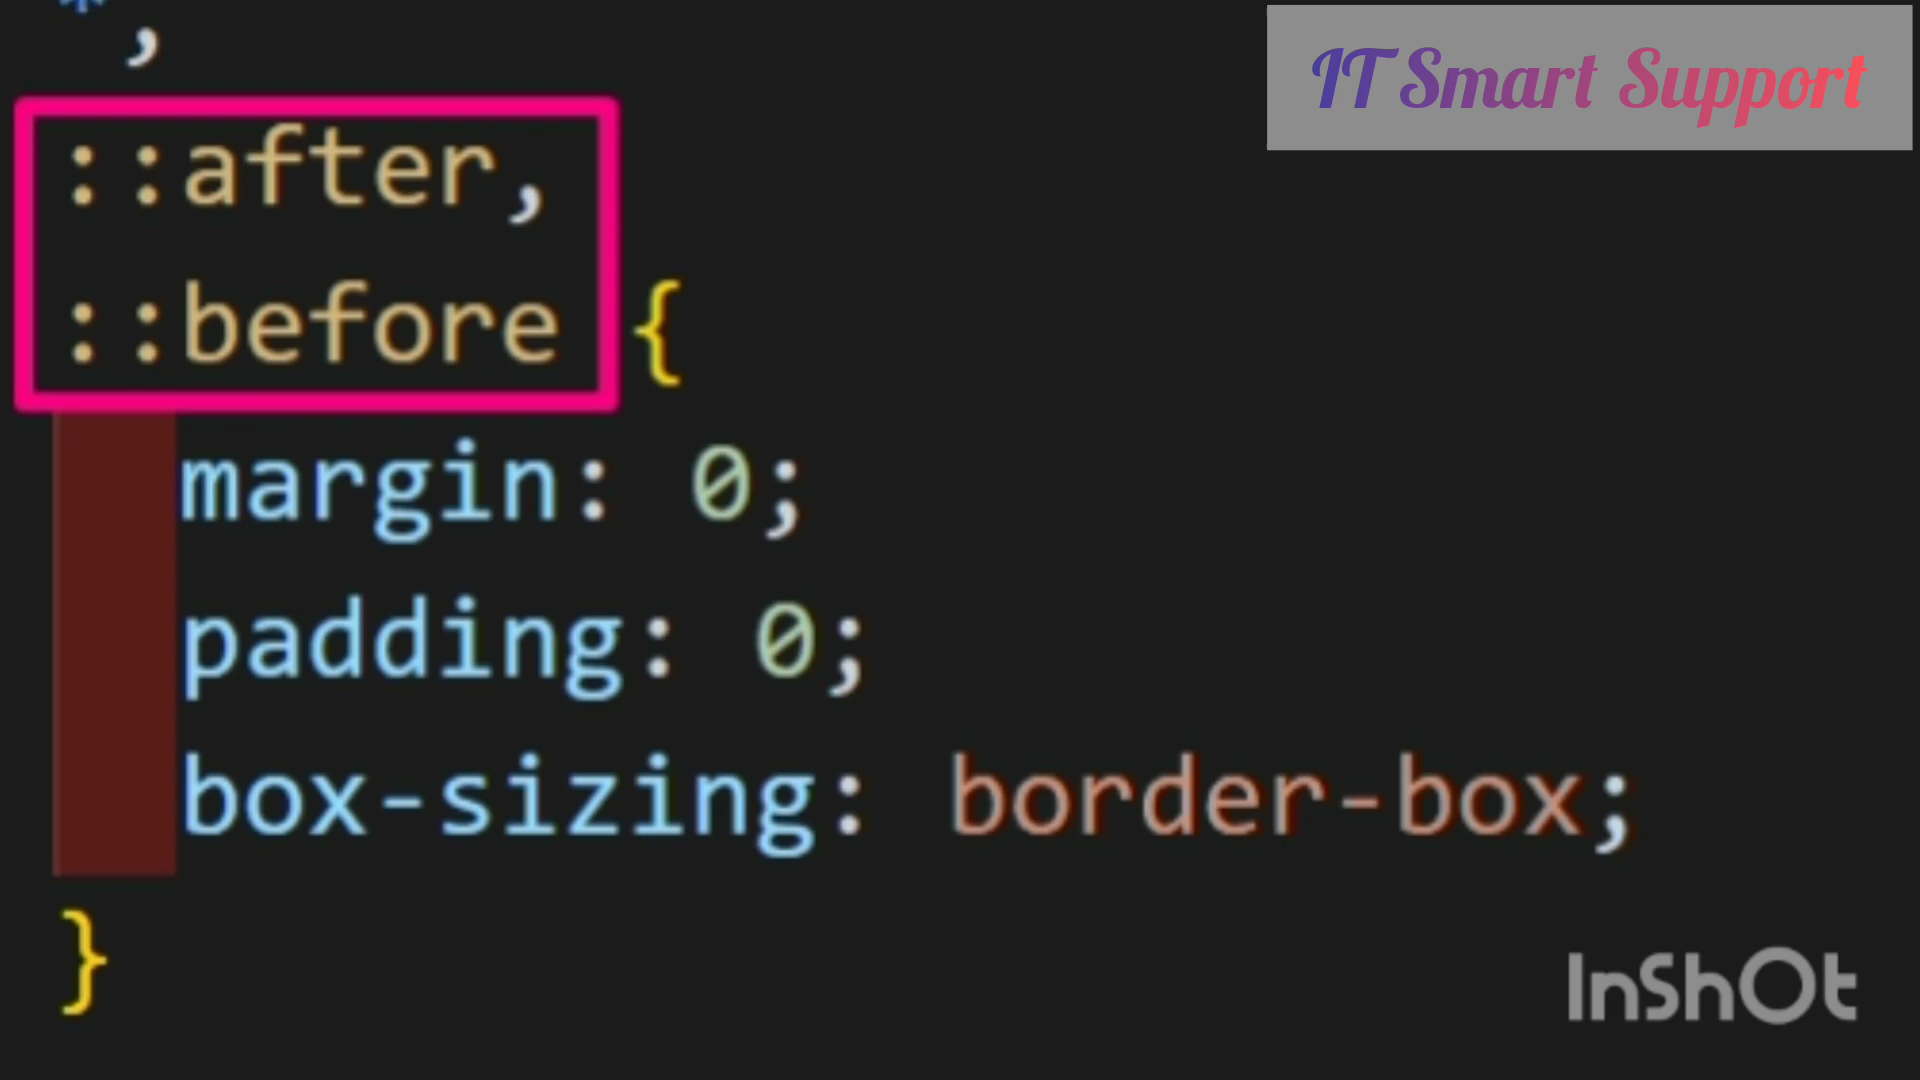 *,
IT Smart Support
::after,
::before {
margin: 0;
padding: 0;
box-sizing: border-box;
}
InShOt